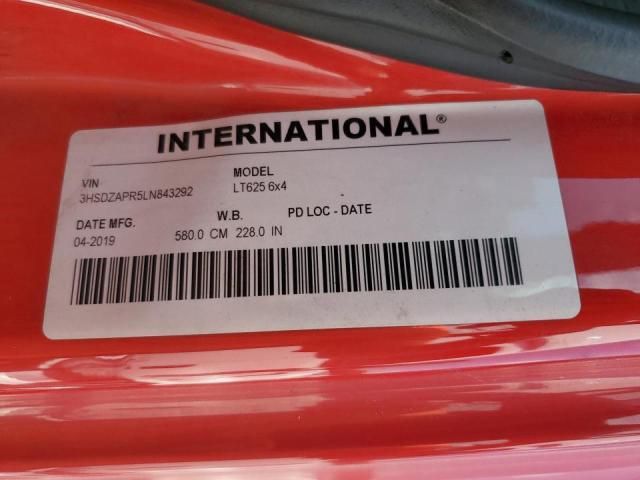 INTERNATIONAL®
VIN MODEL
3HSDZAPR5LN843292 LT625 6x4
DATE MFG. W.B. PD LOC - DATE
04-2019 580.0 CM 228.0 IN